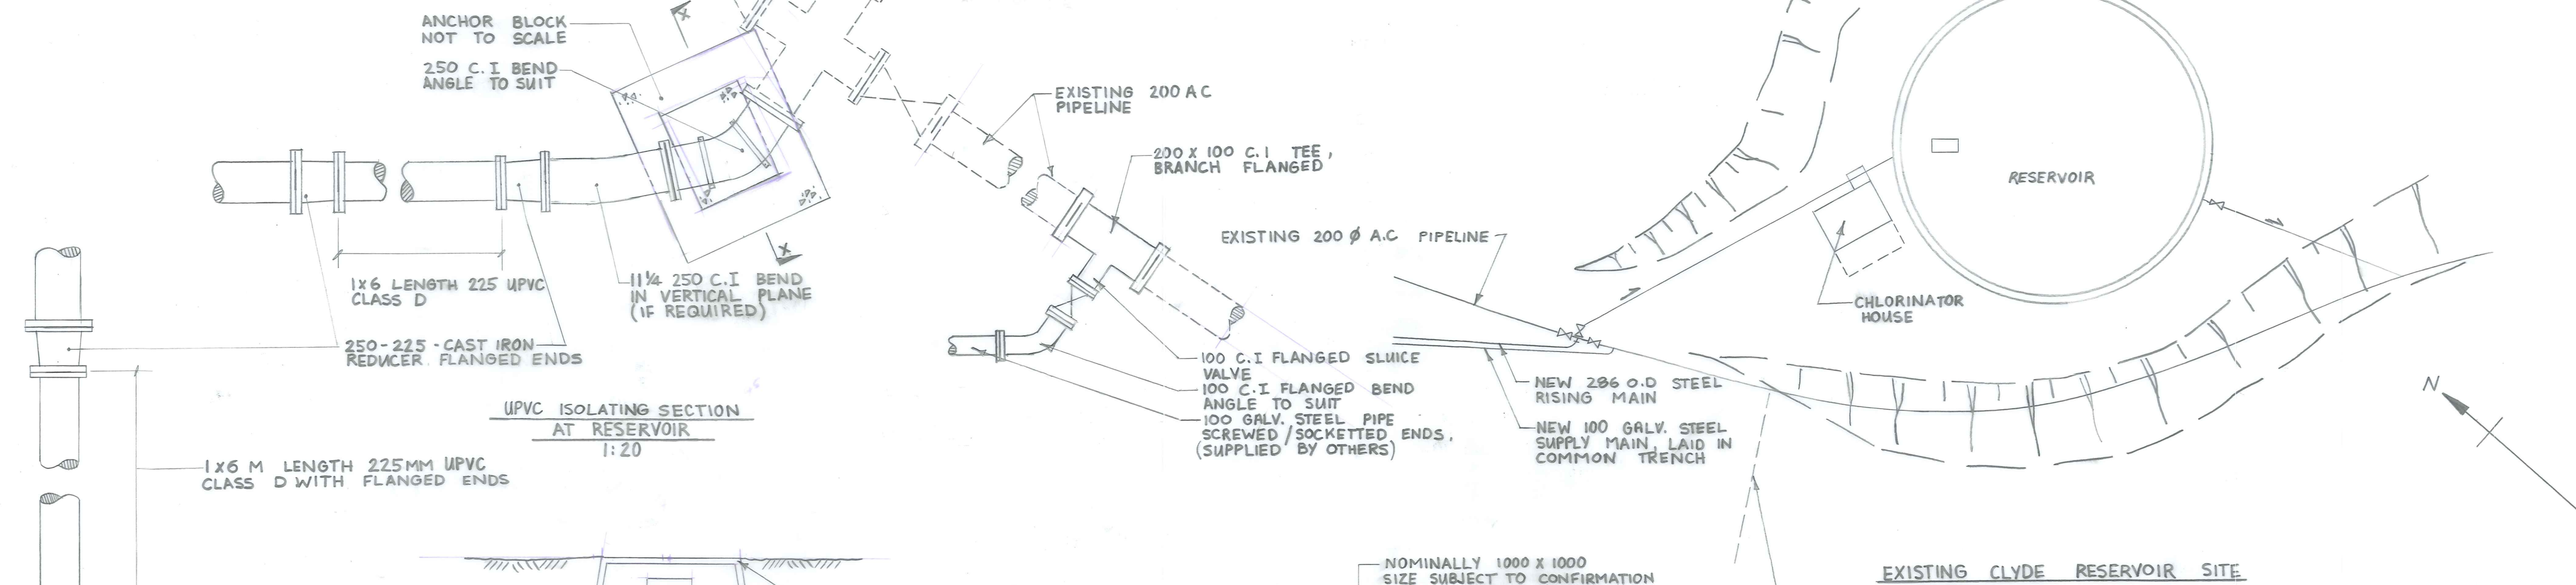 ANCHOR BLOCK
NOT TO SCALE
250 C.I BEND
ANGLE TO SUIT
X
X
1x6 LENGTH 225 UPVC
CLASS D
11¼ 250 C.I BEND
IN VERTICAL PLANE
(IF REQUIRED)
250-225-CAST IRON
REDUCER. FLANGED ENDS
UPVC ISOLATING SECTION
AT RESERVOIR
1:20
1x6 M LENGTH 225MM UPVC
CLASS D WITH FLANGED ENDS
EXISTING 200 A C
PIPELINE
200 X 100 C.I TEE,
BRANCH FLANGED
EXISTING 200 Ø A.C PIPELINE
100 C.I FLANGED SLUICE
VALVE
100 C.I FLANGED BEND
ANGLE TO SUIT
100 GALV. STEEL PIPE
SCREWED/SOCKETTED ENDS,
(SUPPLIED BY OTHERS)
NEW 286 O.D STEEL
RISING MAIN
NEW 100 GALV. STEEL
SUPPLY MAIN, LAID IN
COMMON TRENCH
RESERVOIR
CHLORINATOR
HOUSE
N
NOMINALLY 1000 X 1000
SIZE SUBJECT TO CONFIRMATION
EXISTING CLYDE RESERVOIR SITE